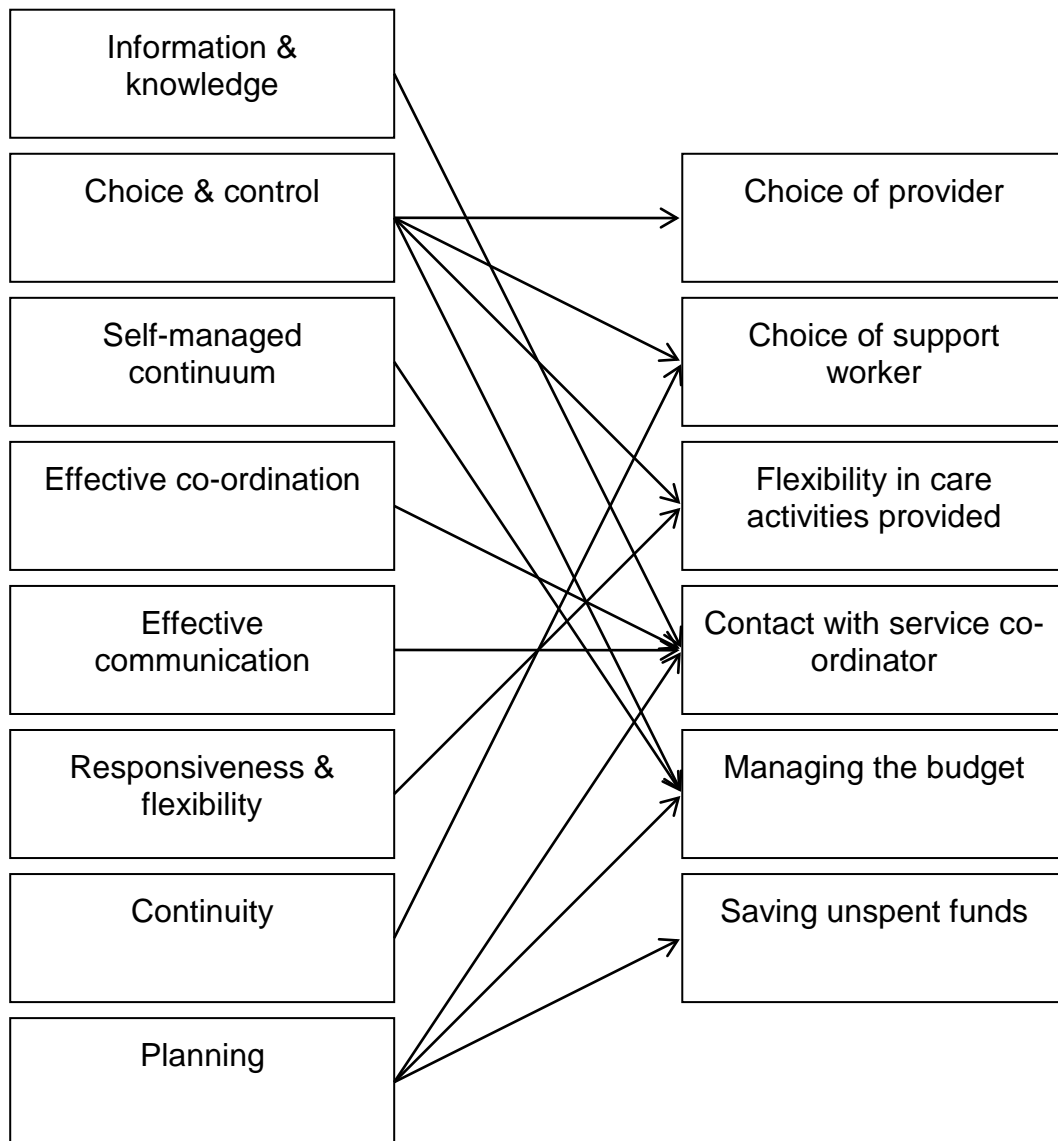 Information &
knowledge
Choice & control
Choice of provider
Self-managed
continuum
Choice of support
worker
Effective co-ordination
Flexibility in care
activities provided
Effective
communication
Contact with service co-
ordinator
Responsiveness &
flexibility
Managing the budget
Continuity
Saving unspent funds
Planning